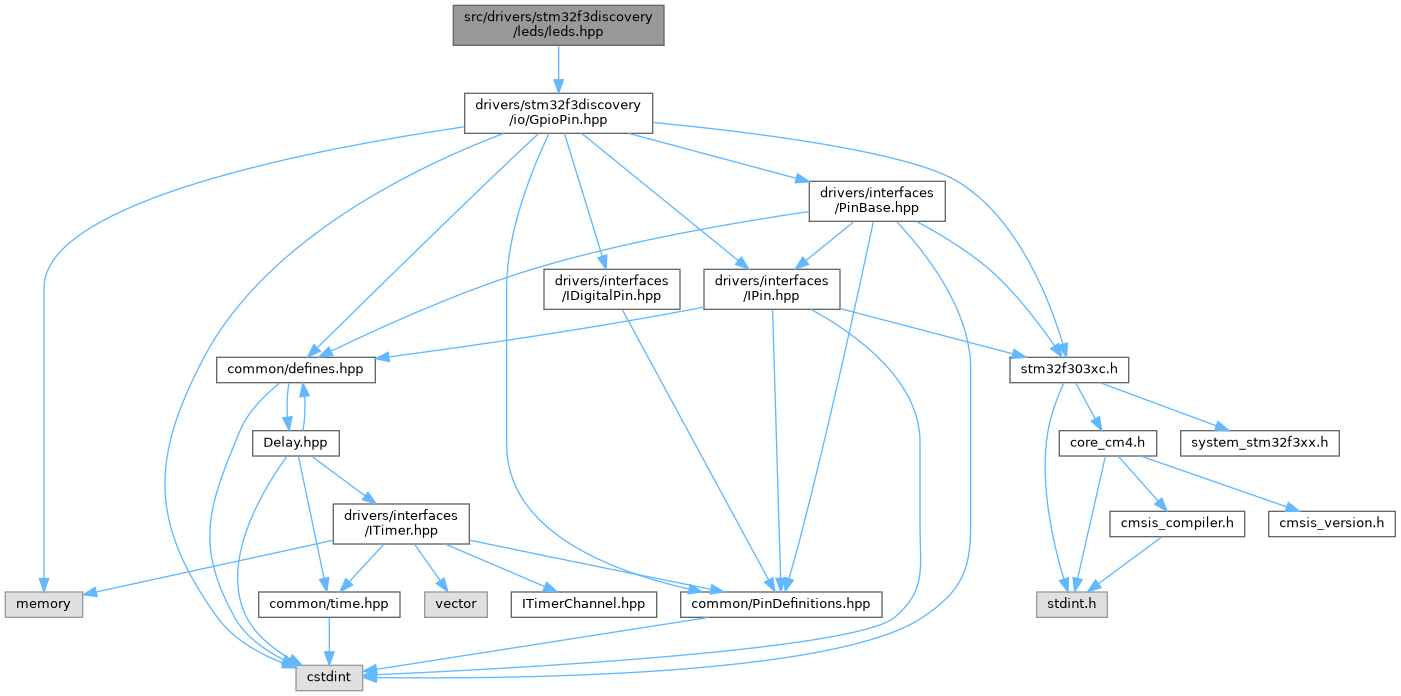 src/drivers/stm32f3discovery
/leds/leds.hpp
drivers/stm32f3discovery
/io/GpioPin.hpp
drivers/interfaces
/PinBase.hpp
drivers/interfaces
/IDigitalPin.hpp
drivers/interfaces
/IPin.hpp
common/defines.hpp
stm32f303xc.h
Delay.hpp
core_cm4.h
system_stm32f3xx.h
drivers/interfaces
/ITimer.hpp
cmsis_compiler.h
cmsis_version.h
memory
common/time.hpp
vector
ITimerChannel.hpp
common/PinDefinitions.hpp
stdint.h
cstdint